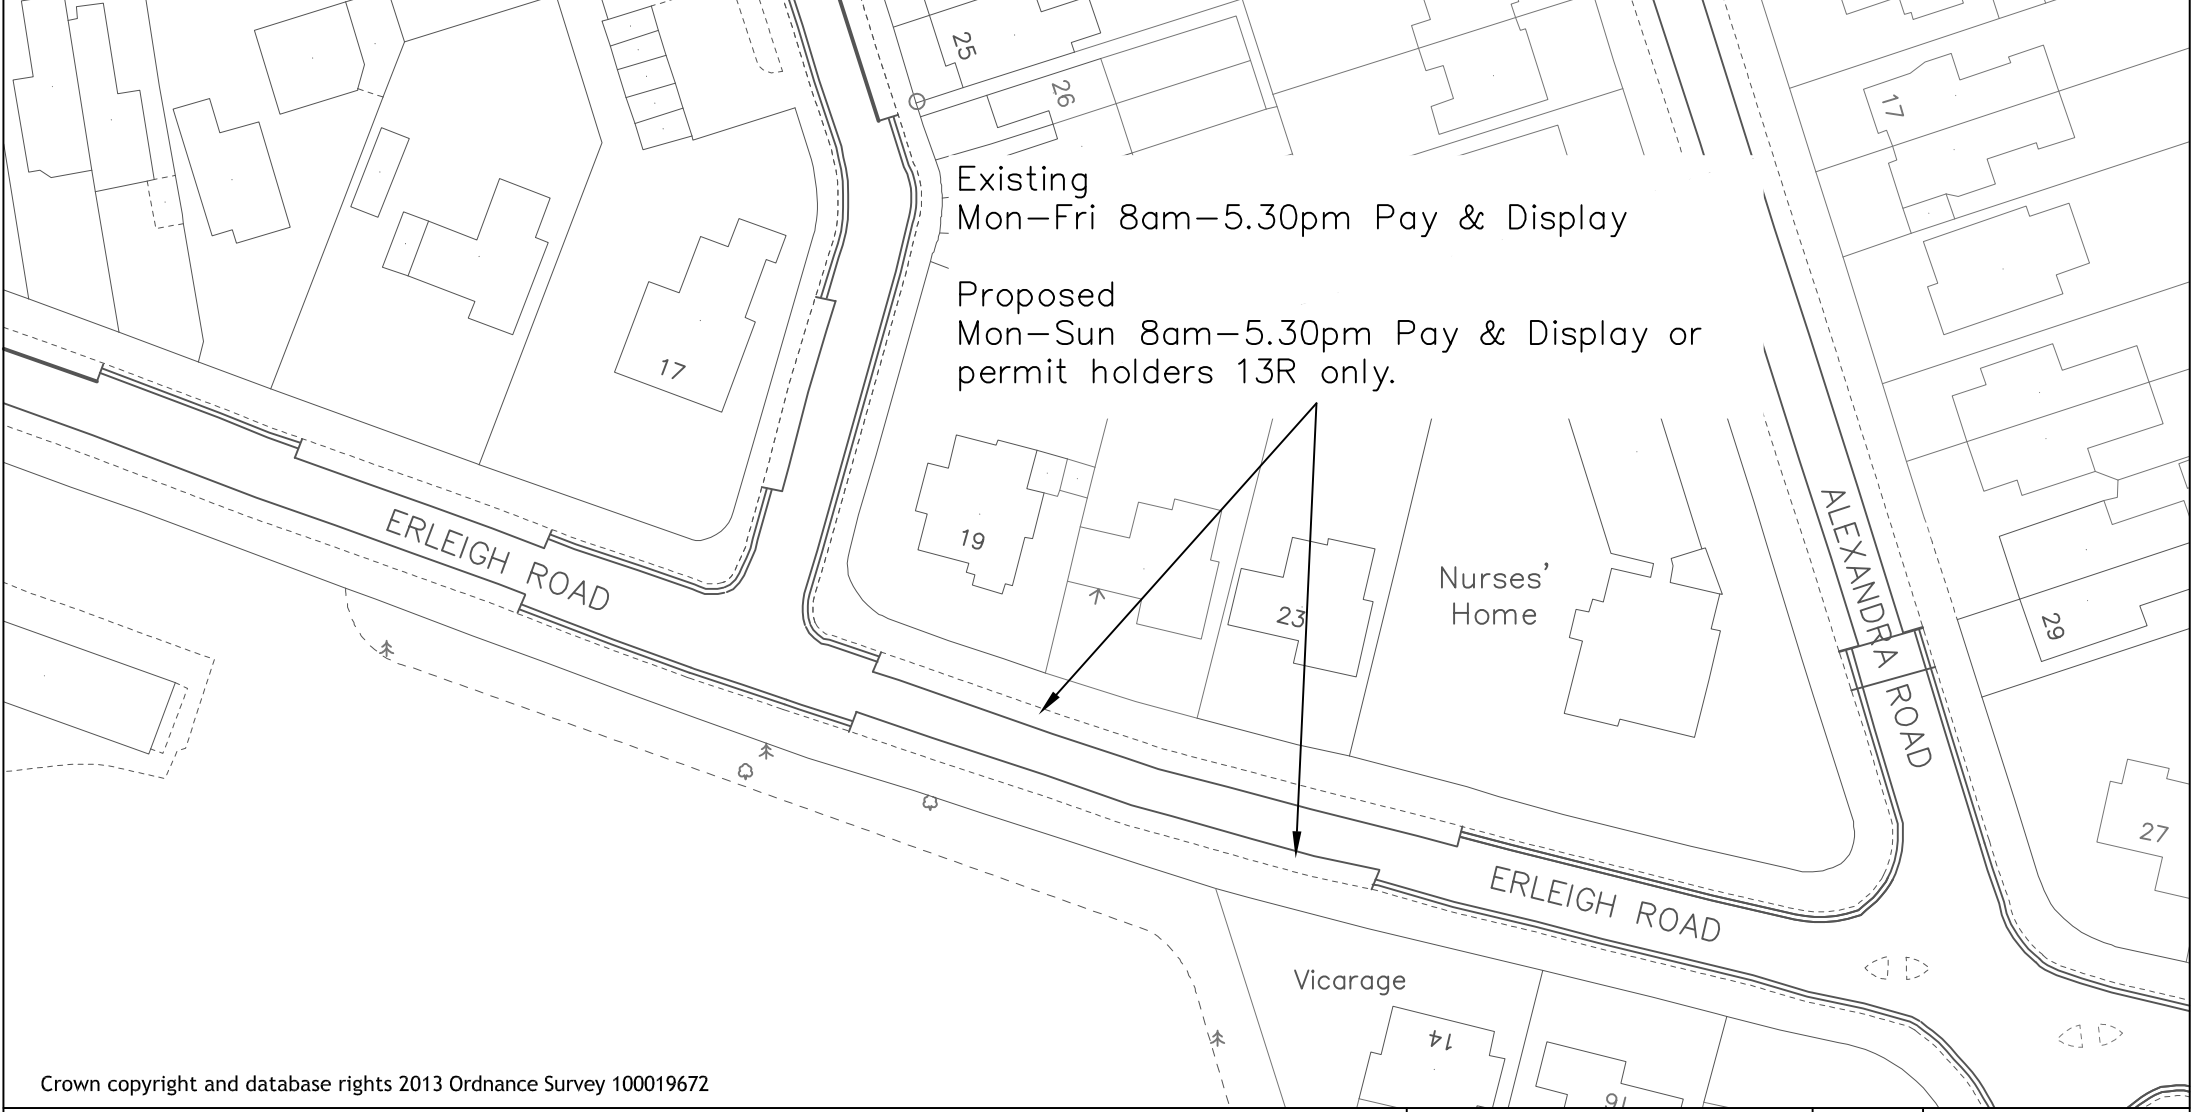 25
26
17
Existing
Mon–Fri 8am–5.30pm Pay & Display
Proposed
Mon–Sun 8am–5.30pm Pay & Display or
permit holders 13R only.
17
19
23
Nurses'
Home
ERLEIGH ROAD
ALEXANDRA ROAD
29
27
ERLEIGH ROAD
Vicarage
14
16
Crown copyright and database rights 2013 Ordnance Survey 100019672